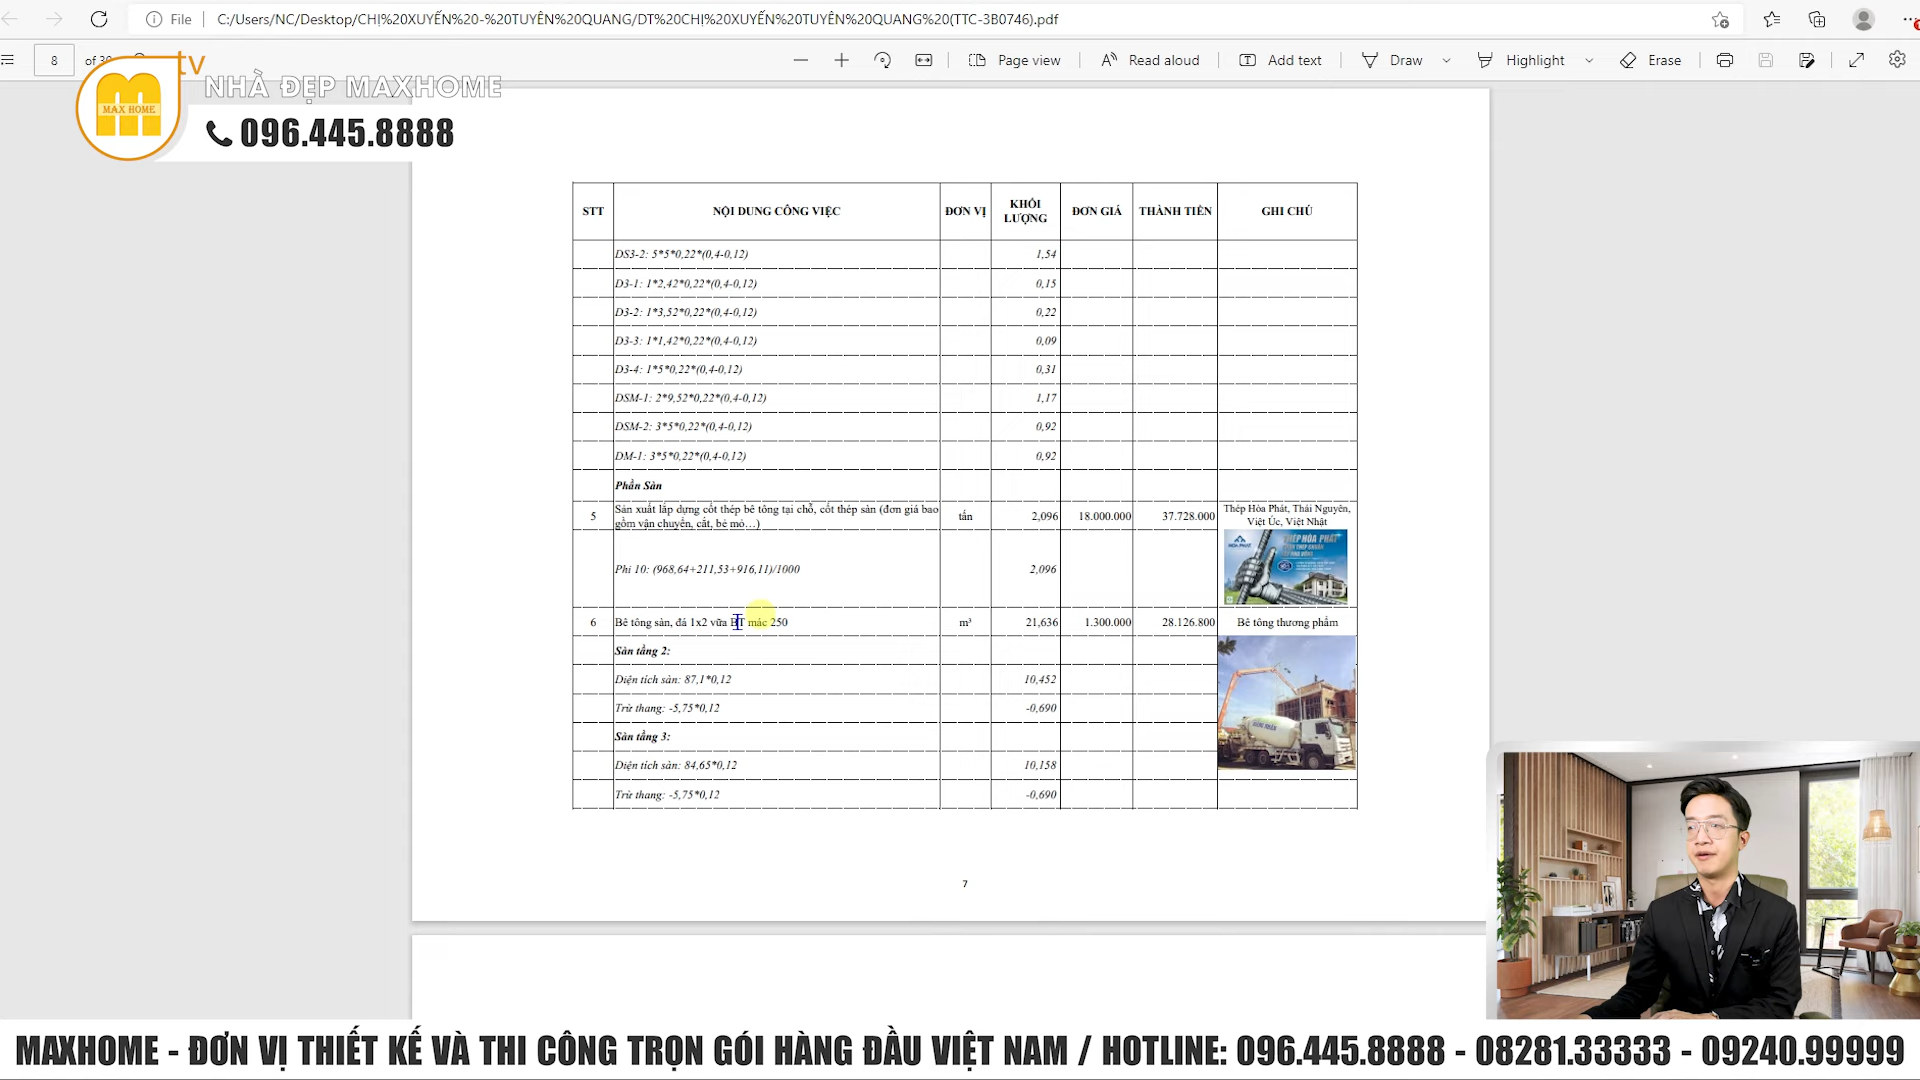 File C:/Users/NC/Desktop/CHỊ%20XUYẾN%20-%20TUYÊN%20QUANG/DT%20CHỊ%20XUYẾN%20TUYÊN%20QUANG%20(TTC-3B0746).pdf
8 of 30 Page view Read aloud Add text Draw Highlight Erase
tv
NHÀ ĐẸP MAXHOME
MAX HOME
096.445.8888
STT NỘI DUNG CÔNG VIỆC ĐƠN VỊ KHỐI LƯỢNG ĐƠN GIÁ THÀNH TIỀN GHI CHÚ
DS3-2: 5*5*0,22*(0,4-0,12) 1,54
D3-1: 1*2,42*0,22*(0,4-0,12) 0,15
D3-2: 1*3,52*0,22*(0,4-0,12) 0,22
D3-3: 1*1,42*0,22*(0,4-0,12) 0,09
D3-4: 1*5*0,22*(0,4-0,12) 0,31
DSM-1: 2*9,52*0,22*(0,4-0,12) 1,17
DSM-2: 3*5*0,22*(0,4-0,12) 0,92
DM-1: 3*5*0,22*(0,4-0,12) 0,92
Phần Sàn
5 Sản xuất lắp dựng cốt thép bê tông tại chỗ, cốt thép sàn (đơn giá bao gồm vận chuyển, cắt, bẻ mỏ…) tấn 2,096 18.000.000 37.728.000 Thép Hòa Phát, Thái Nguyên, Việt Úc, Việt Nhật
THÉP HÒA PHÁT
HÒA PHÁT
Phi 10: (968,64+211,53+916,11)/1000 2,096
6 Bê tông sàn, đá 1x2 vữa BT mác 250 m³ 21,636 1.300.000 28.126.800 Bê tông thương phẩm
Sàn tầng 2:
Diện tích sàn: 87,1*0,12 10,452
Trừ thang: -5,75*0,12 -0,690
Sàn tầng 3:
Diện tích sàn: 84,65*0,12 10,158
Trừ thang: -5,75*0,12 -0,690
7
MAXHOME - ĐƠN VỊ THIẾT KẾ VÀ THI CÔNG TRỌN GÓI HÀNG ĐẦU VIỆT NAM / HOTLINE: 096.445.8888 - 08281.33333 - 09240.99999